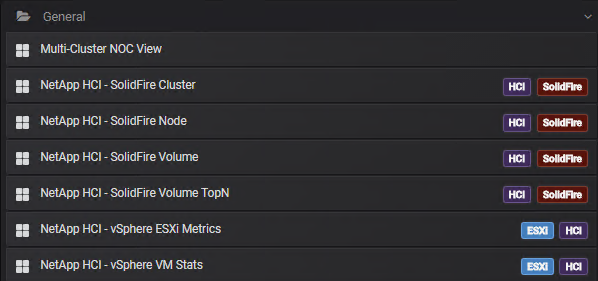 General
Multi-Cluster NOC View
NetApp HCI - SolidFire Cluster HCI SolidFire
NetApp HCI - SolidFire Node HCI SolidFire
NetApp HCI - SolidFire Volume HCI SolidFire
NetApp HCI - SolidFire Volume TopN HCI SolidFire
NetApp HCI - vSphere ESXi Metrics ESXi HCI
NetApp HCI - vSphere VM Stats ESXi HCI